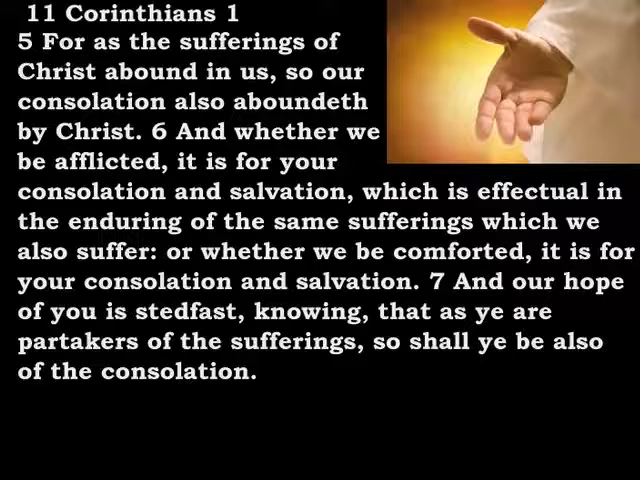 11 Corinthians 1
5 For as the sufferings of
Christ abound in us, so our
consolation also aboundeth
by Christ. 6 And whether we
be afflicted, it is for your
consolation and salvation, which is effectual in
the enduring of the same sufferings which we
also suffer: or whether we be comforted, it is for
your consolation and salvation. 7 And our hope
of you is stedfast, knowing, that as ye are
partakers of the sufferings, so shall ye be also
of the consolation.